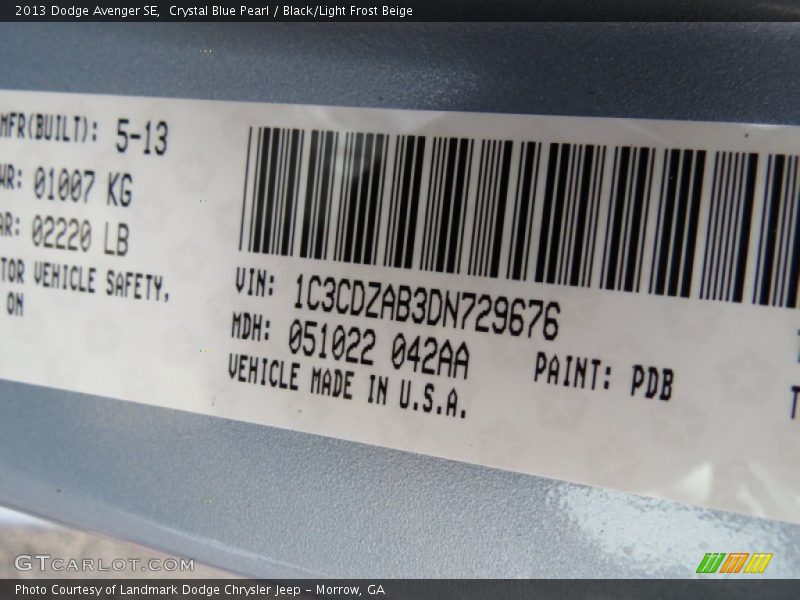 2013 Dodge Avenger SE,  Crystal Blue Pearl / Black/Light Frost Beige
MFR(BUILT): 5-13
WR: 01007 KG
AR: 02220 LB
TOR VEHICLE SAFETY,
ON
VIN: 1C3CDZAB3DN729676
MDH: 051022 042AA
PAINT: PDB
VEHICLE MADE IN U.S.A.
T
GTCARLOT.COM
Photo Courtesy of Landmark Dodge Chrysler Jeep – Morrow, GA